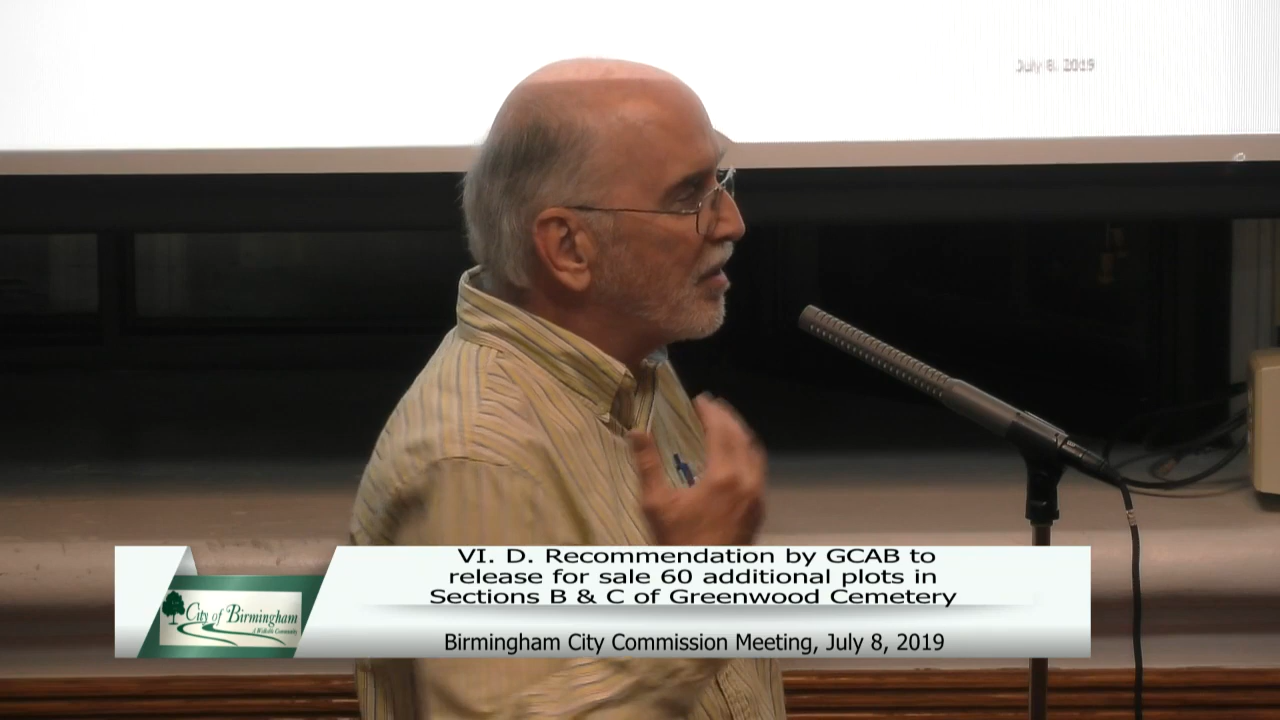 July 8, 2019
VI. D. Recommendation by GCAB to
release for sale 60 additional plots in
Sections B & C of Greenwood Cemetery
City of Birmingham
A Walkable Community
Birmingham City Commission Meeting, July 8, 2019